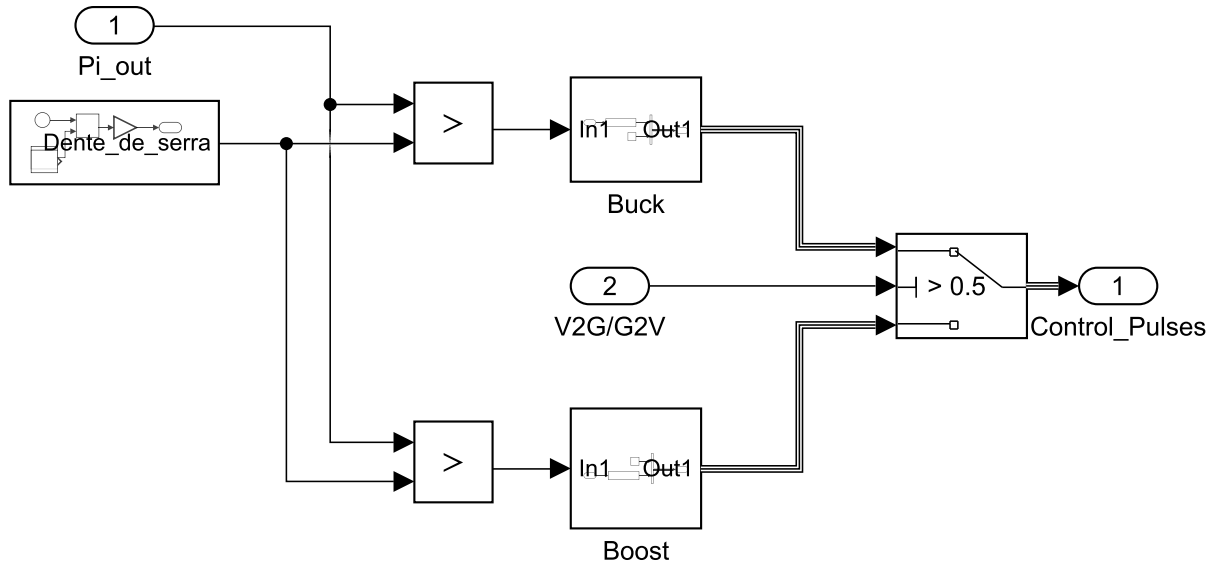 1
Pi_out
Dente_de_serra
>
In1 Out1
Buck
2
V2G/G2V
> 0.5
1
Control_Pulses
>
In1 Out1
Boost